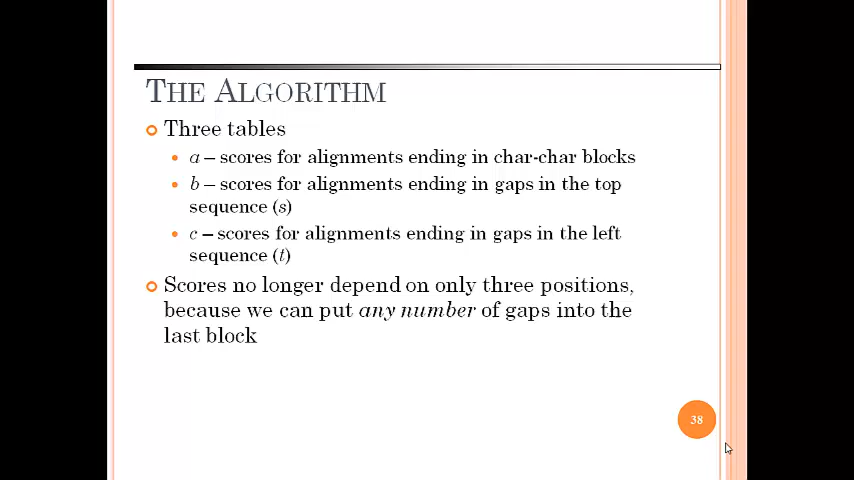 THE ALGORITHM
Three tables
a – scores for alignments ending in char-char blocks
b – scores for alignments ending in gaps in the top
sequence (s)
c – scores for alignments ending in gaps in the left
sequence (t)
Scores no longer depend on only three positions,
because we can put any number of gaps into the
last block
38